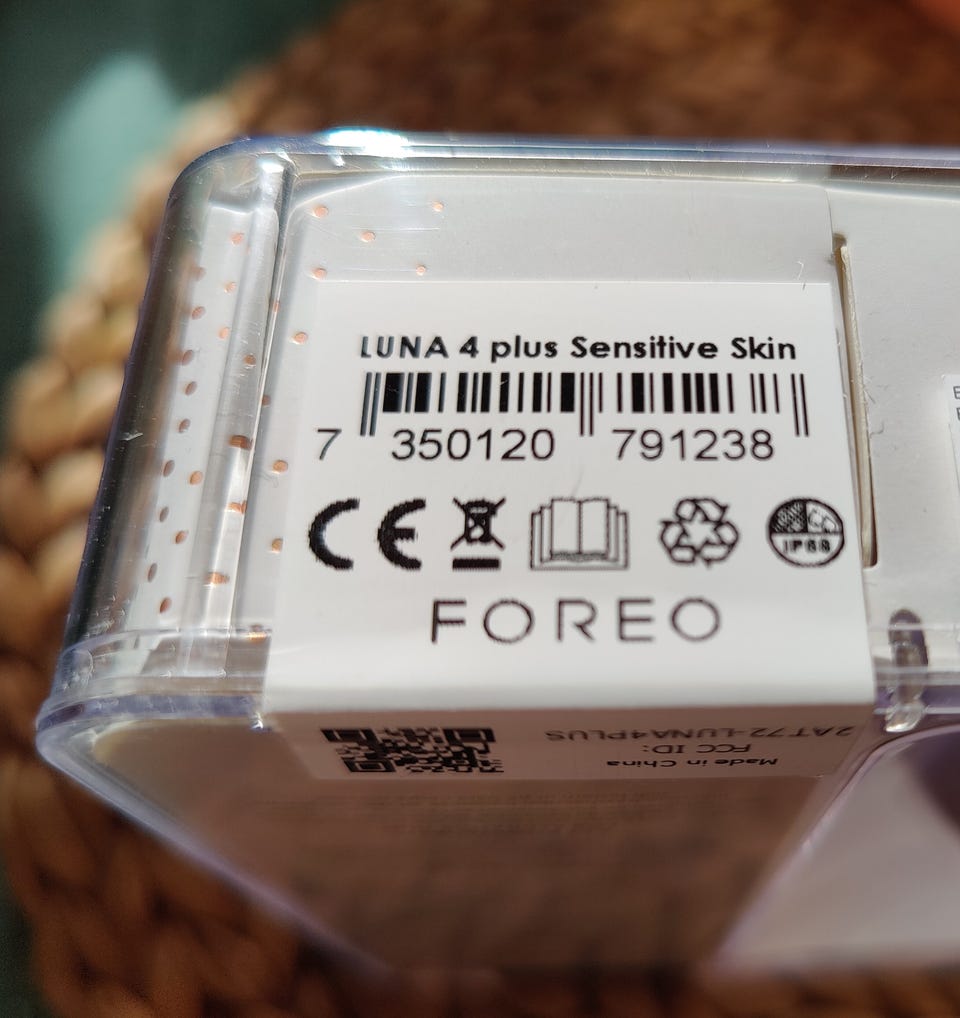 LUNA 4 plus Sensitive Skin
7 350120 791238
CE
IP68
FOREO
2AT72-LUNA4PLUS
FCC ID:
Made in China